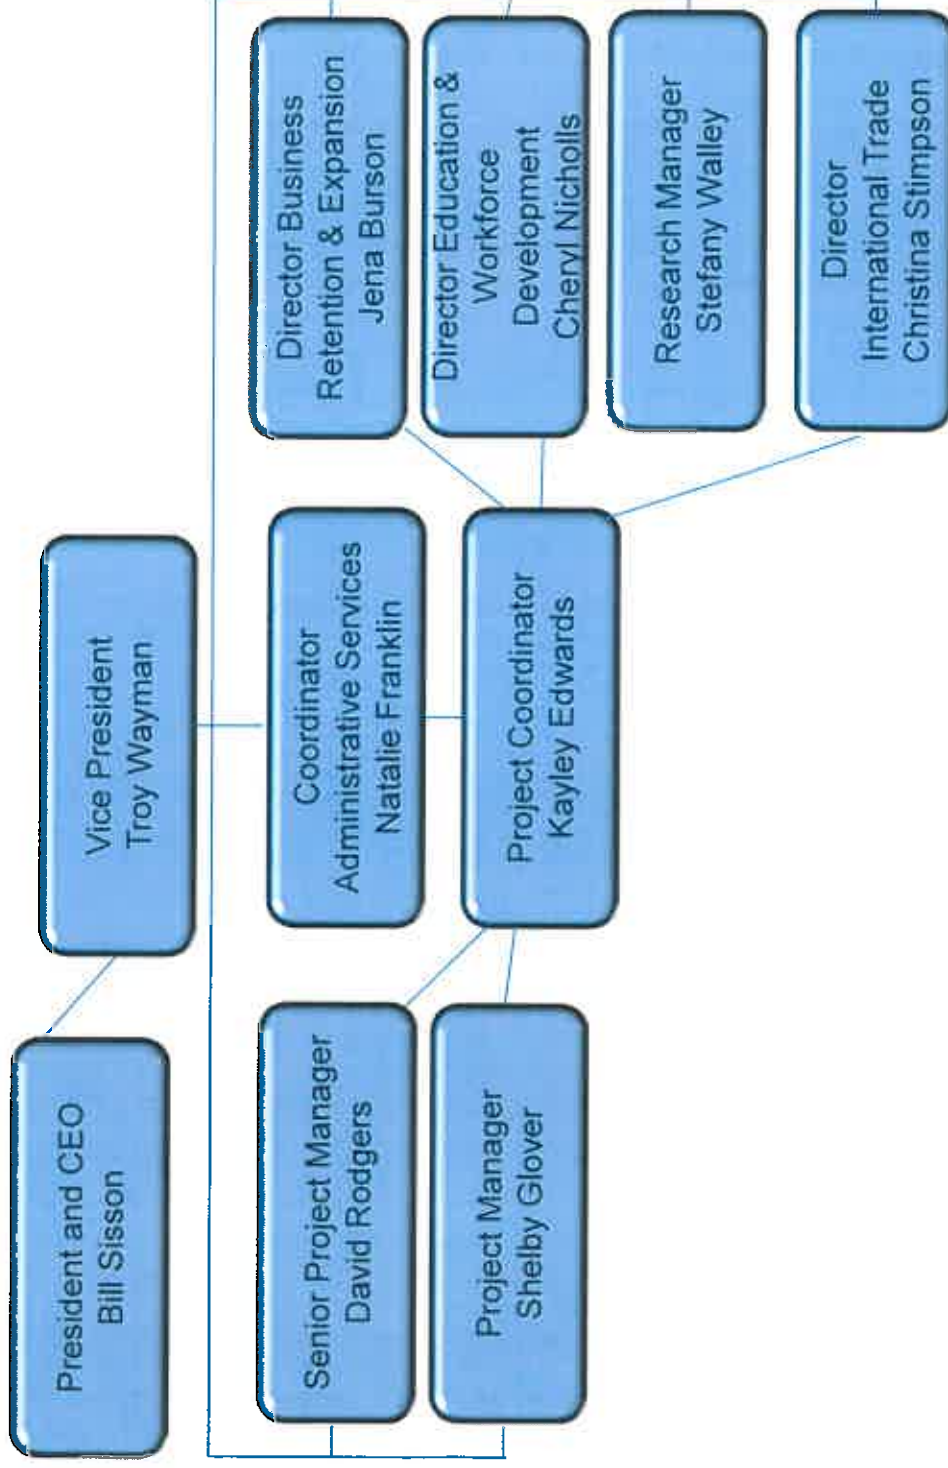 President and CEO
Bill Sisson
Vice President
Troy Wayman
Senior Project Manager
David Rodgers
Project Manager
Shelby Glover
Coordinator
Administrative Services
Natalie Franklin
Project Coordinator
Kayley Edwards
Director Business
Retention & Expansion
Jena Burson
Director Education &
Workforce
Development
Cheryl Nicholls
Research Manager
Stefany Walley
Director
International Trade
Christina Stimpson